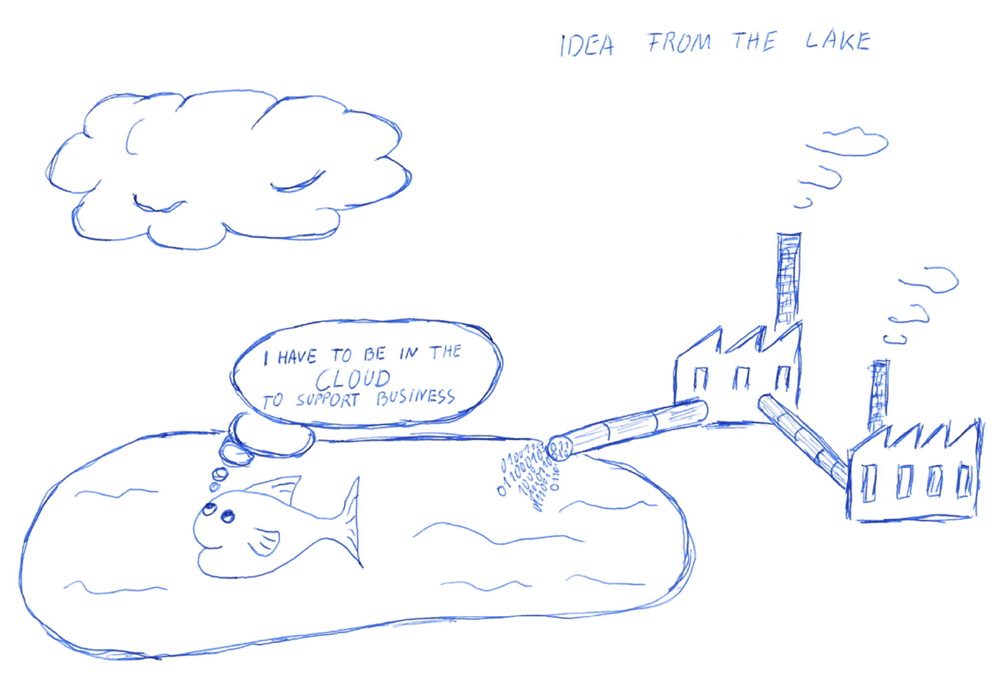 IDEA FROM THE LAKE
I HAVE TO BE IN THE
CLOUD
TO SUPPORT BUSINESS